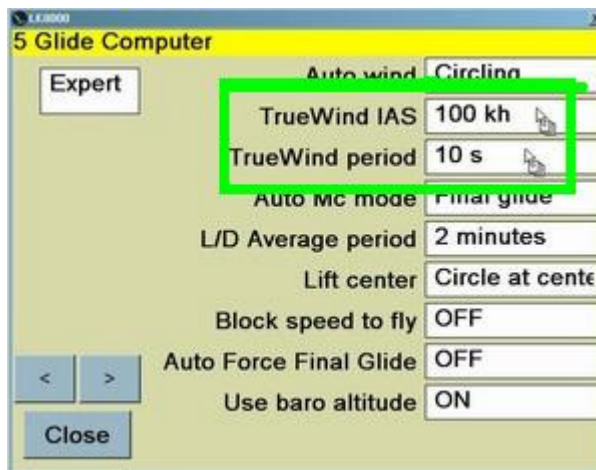 LK8000
5 Glide Computer
Expert
Auto wind Circling
TrueWind IAS 100 kh
TrueWind period 10 s
Auto Mc mode Final glide
L/D Average period 2 minutes
Lift center Circle at cente
Block speed to fly OFF
Auto Force Final Glide OFF
< > Use baro altitude ON
Close